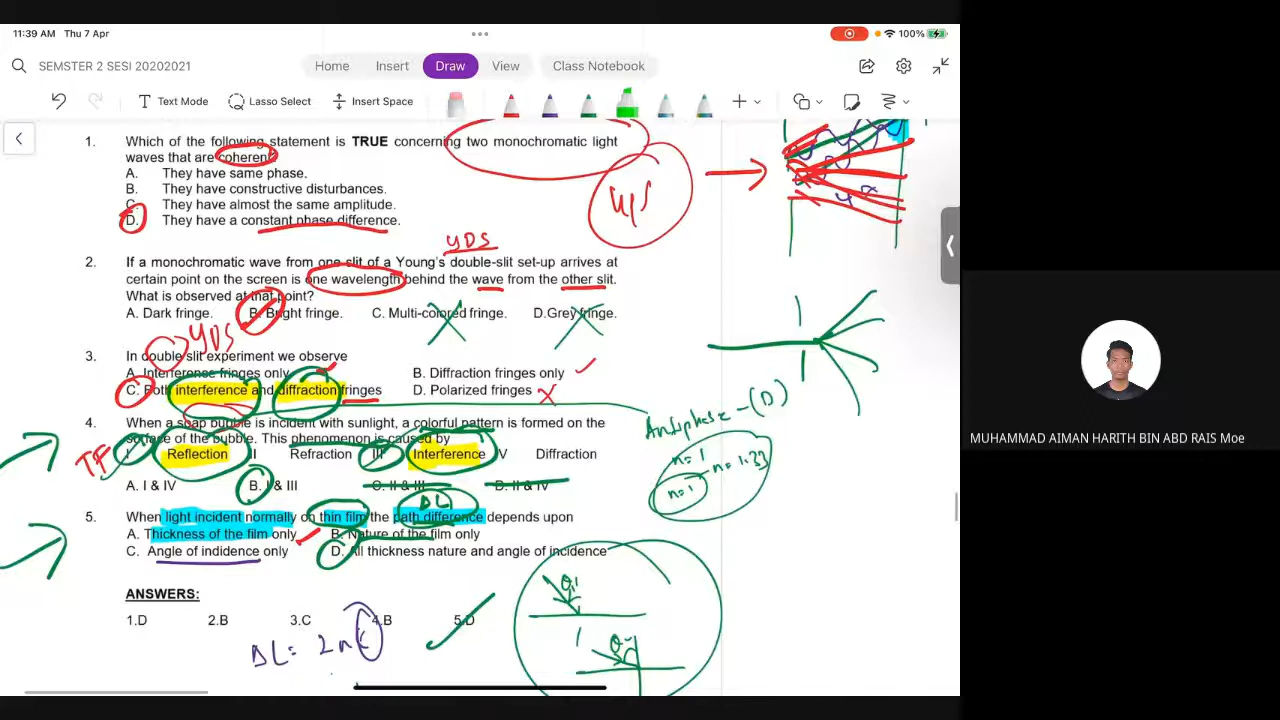 11:39 AM Thu 7 Apr
100%
SEMSTER 2 SESI 20202021
Home Insert Draw View Class Notebook
Text Mode Lasso Select Insert Space
1. Which of the following statement is TRUE concerning two monochromatic light
waves that are coherent
A. They have same phase.
B. They have constructive disturbances.
C. They have almost the same amplitude.
D. They have a constant phase difference.
YDS
2. If a monochromatic wave from one slit of a Young's double-slit set-up arrives at
certain point on the screen is one wavelength behind the wave from the other slit.
What is observed at that point?
A. Dark fringe. B. Bright fringe. C. Multi-colored fringe. D.Grey fringe.
YDS
3. In double slit experiment we observe
A. Interference fringes only B. Diffraction fringes only
C. Both interference and diffraction fringes D. Polarized fringes
4. When a soap bubble is incident with sunlight, a colorful pattern is formed on the
surface of the bubble. This phenomenon is caused by
TF
I Reflection II Refraction III Interference V Diffraction
A. I & IV B. I & III C. II & III D. II & IV
Antiphase - (D)
n=1
n=1.33
n=1
ΔL
5. When light incident normally on thin film the path difference depends upon
A. Thickness of the film only B. Nature of the film only
C. Angle of indidence only D. All thickness nature and angle of incidence
ANSWERS:
1.D 2.B 3.C 4.B 5.D
ΔL = 2nt
MUHAMMAD AIMAN HARITH BIN ABD RAIS Moe